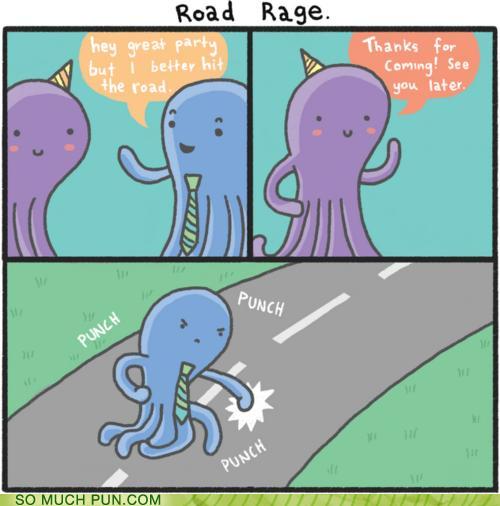 Road Rage.
hey great party
but I better hit
the road.
Thanks for
coming! See
you later.
PUNCH
PUNCH
PUNCH
SO MUCH PUN.COM